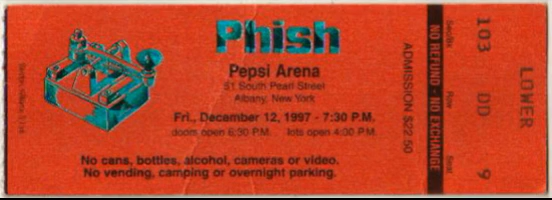 Phish
Pepsi Arena
51 South Pearl Street
Albany, New York
Fri., December 12, 1997 - 7:30 P.M.
doors open 6:30 P.M. lots open 4:00 P.M.
No cans, bottles, alcohol, cameras or video.
No vending, camping or overnight parking.
ADMISSION $22.50
NO REFUND - NO EXCHANGE
Sec/Bx Row Seat
103 DD 9
LOWER